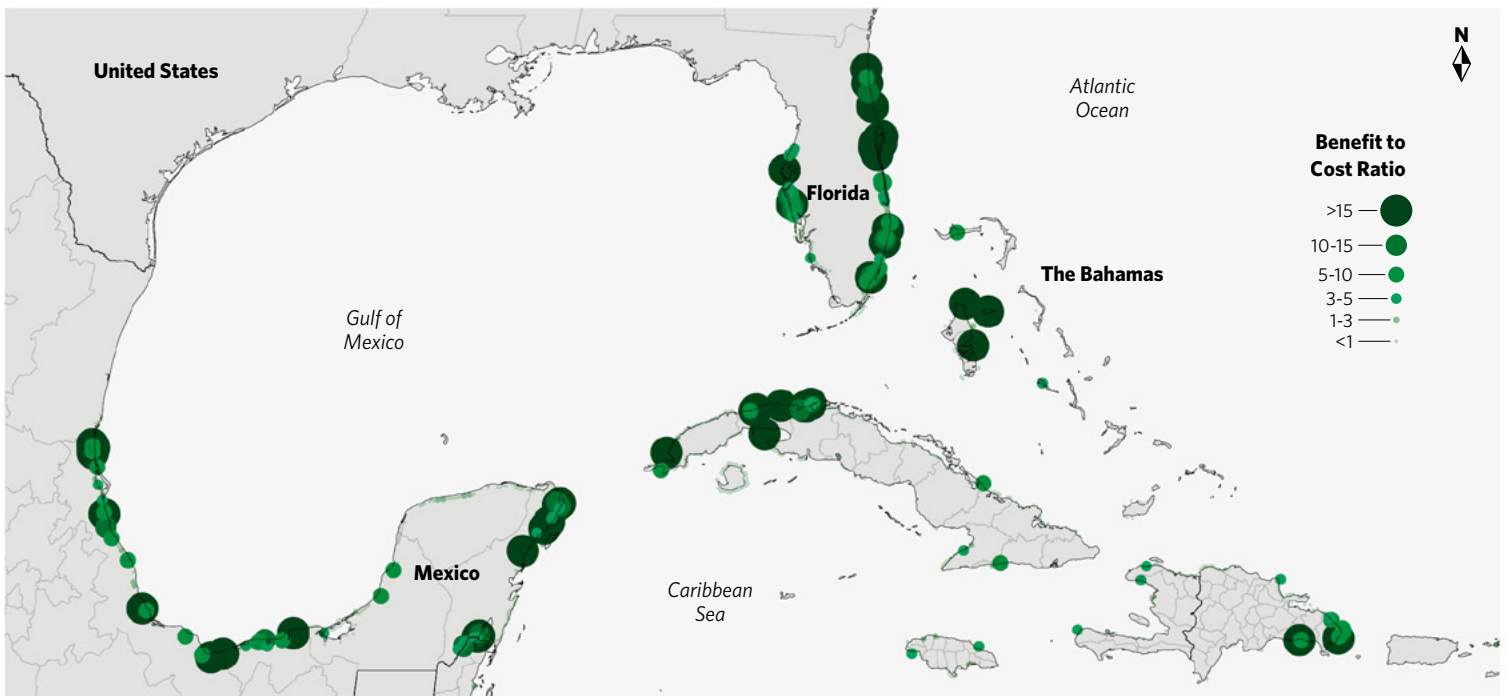 United States
Atlantic
Ocean
N
Benefit to
Cost Ratio
>15
10-15
5-10
3-5
1-3
<1
Florida
The Bahamas
Gulf of
Mexico
Mexico
Caribbean
Sea